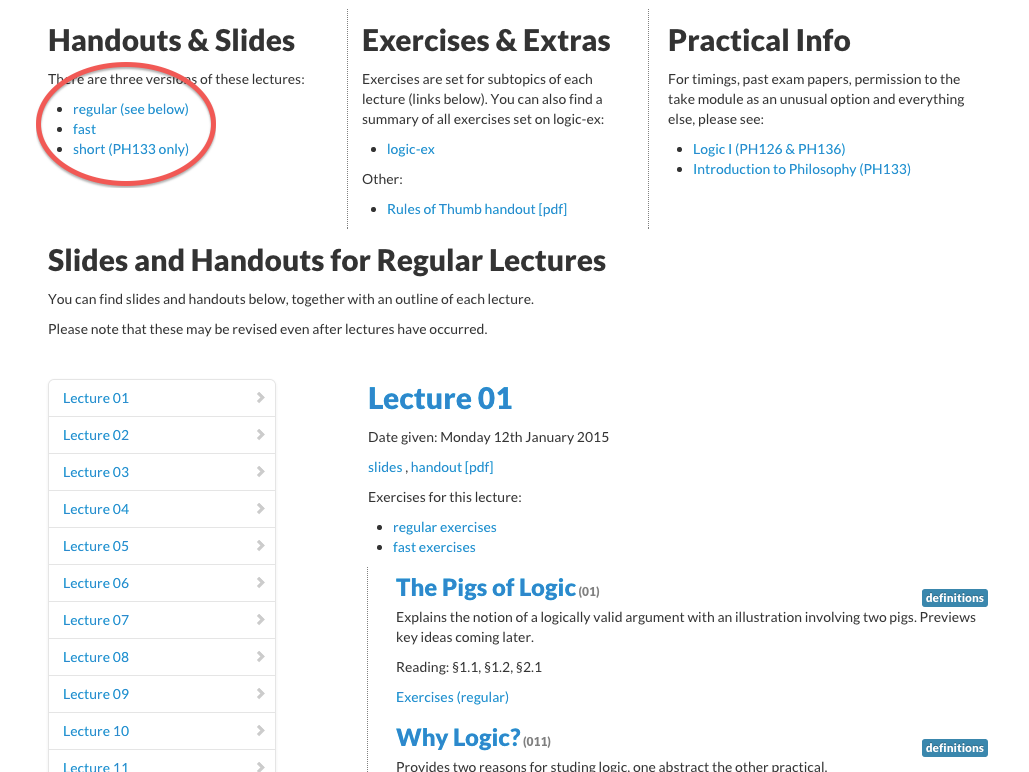 Handouts & Slides
There are three versions of these lectures:
regular (see below)
fast
short (PH133 only)
Exercises & Extras
Exercises are set for subtopics of each
lecture (links below). You can also find a
summary of all exercises set on logic-ex:
logic-ex
Other:
Rules of Thumb handout [pdf]
Practical Info
For timings, past exam papers, permission to the
take module as an unusual option and everything
else, please see:
Logic I (PH126 & PH136)
Introduction to Philosophy (PH133)
Slides and Handouts for Regular Lectures
You can find slides and handouts below, together with an outline of each lecture.
Please note that these may be revised even after lectures have occurred.
Lecture 01
Lecture 02
Lecture 03
Lecture 04
Lecture 05
Lecture 06
Lecture 07
Lecture 08
Lecture 09
Lecture 10
Lecture 11
Lecture 01
Date given: Monday 12th January 2015
slides , handout [pdf]
Exercises for this lecture:
regular exercises
fast exercises
The Pigs of Logic (01)
definitions
Explains the notion of a logically valid argument with an illustration involving two pigs. Previews
key ideas coming later.
Reading: §1.1, §1.2, §2.1
Exercises (regular)
Why Logic? (011)
definitions
Provides two reasons for studing logic, one abstract the other practical.